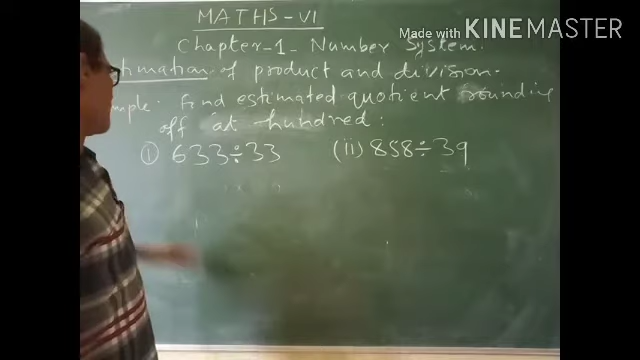 MATHS-VI
Made with KINEMASTER
Chapter-1 Number System.
of product and division.
Find estimated quotient rounding
off at hundred:
(i) 633÷33 (ii) 858÷39